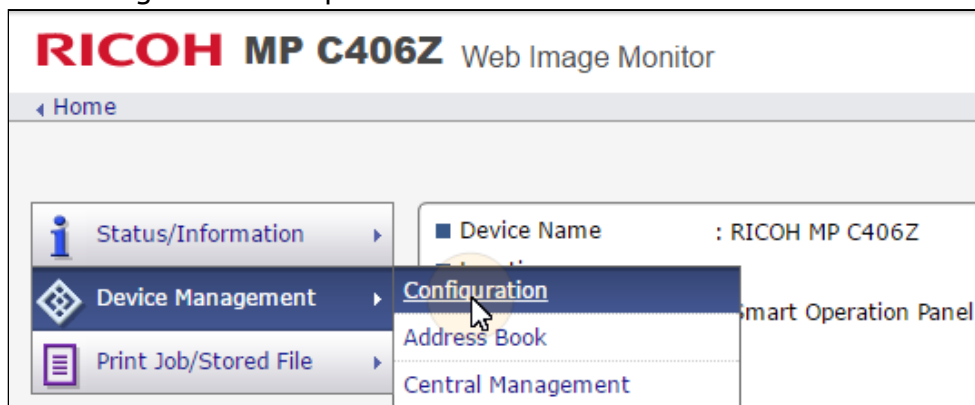 RICOH MP C406Z Web Image Monitor
Home
Status/Information
Device Name : RICOH MP C406Z
Device Management
Configuration
Smart Operation Panel
Address Book
Print Job/Stored File
Central Management